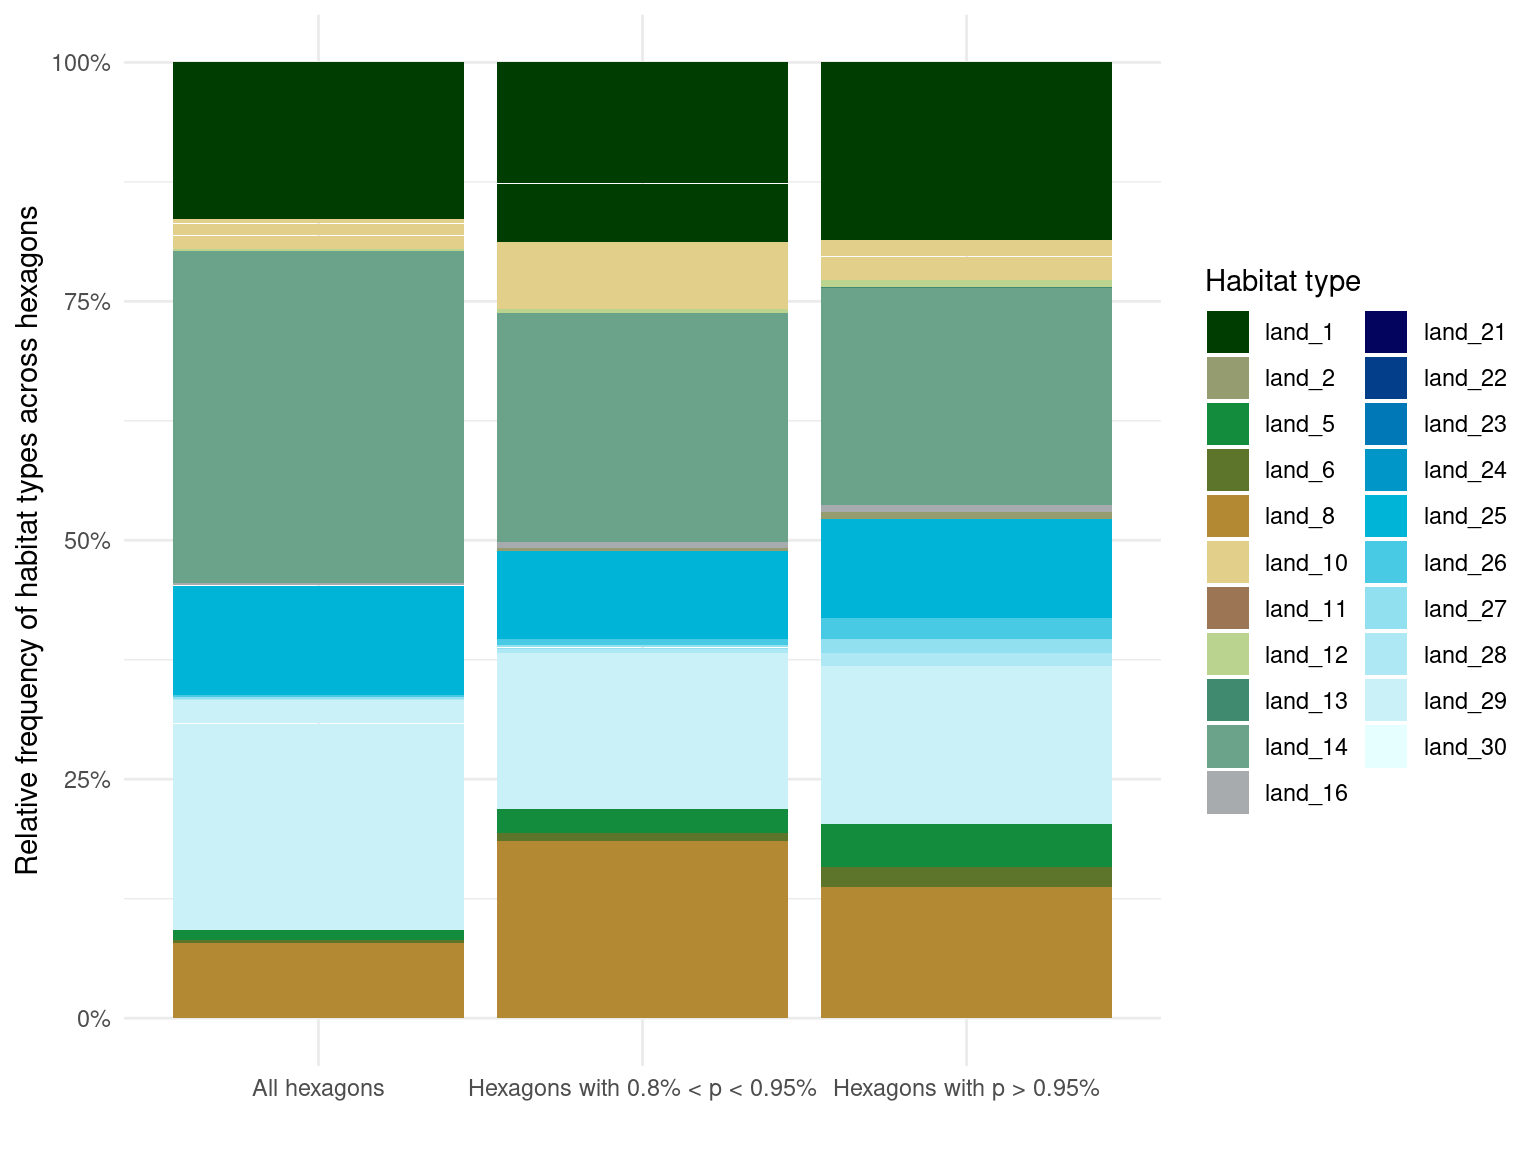 Relative frequency of habitat types across hexagons
100%
75%
50%
25%
0%
All hexagons
Hexagons with 0.8% < p < 0.95%
Hexagons with p > 0.95%
Habitat type
land_1
land_2
land_5
land_6
land_8
land_10
land_11
land_12
land_13
land_14
land_16
land_21
land_22
land_23
land_24
land_25
land_26
land_27
land_28
land_29
land_30